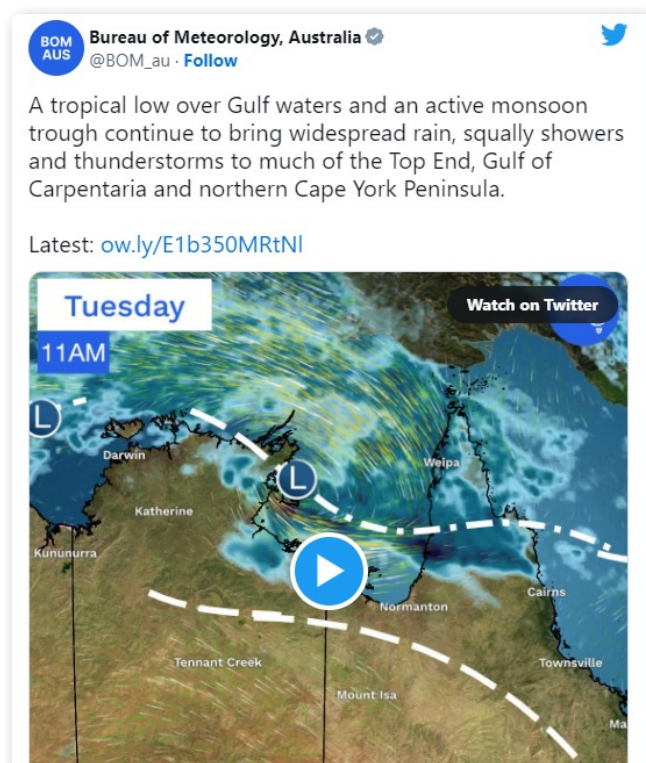 BOM
AUS
Bureau of Meteorology, Australia
@BOM_au · Follow
A tropical low over Gulf waters and an active monsoon
trough continue to bring widespread rain, squally showers
and thunderstorms to much of the Top End, Gulf of
Carpentaria and northern Cape York Peninsula.
Latest: ow.ly/E1b350MRtNl
Tuesday
Watch on Twitter
11AM
L
Darwin
Weipa
L
Katherine
Kununurra
Cairns
Normanton
Tennant Creek
Townsville
Mount Isa
Ma